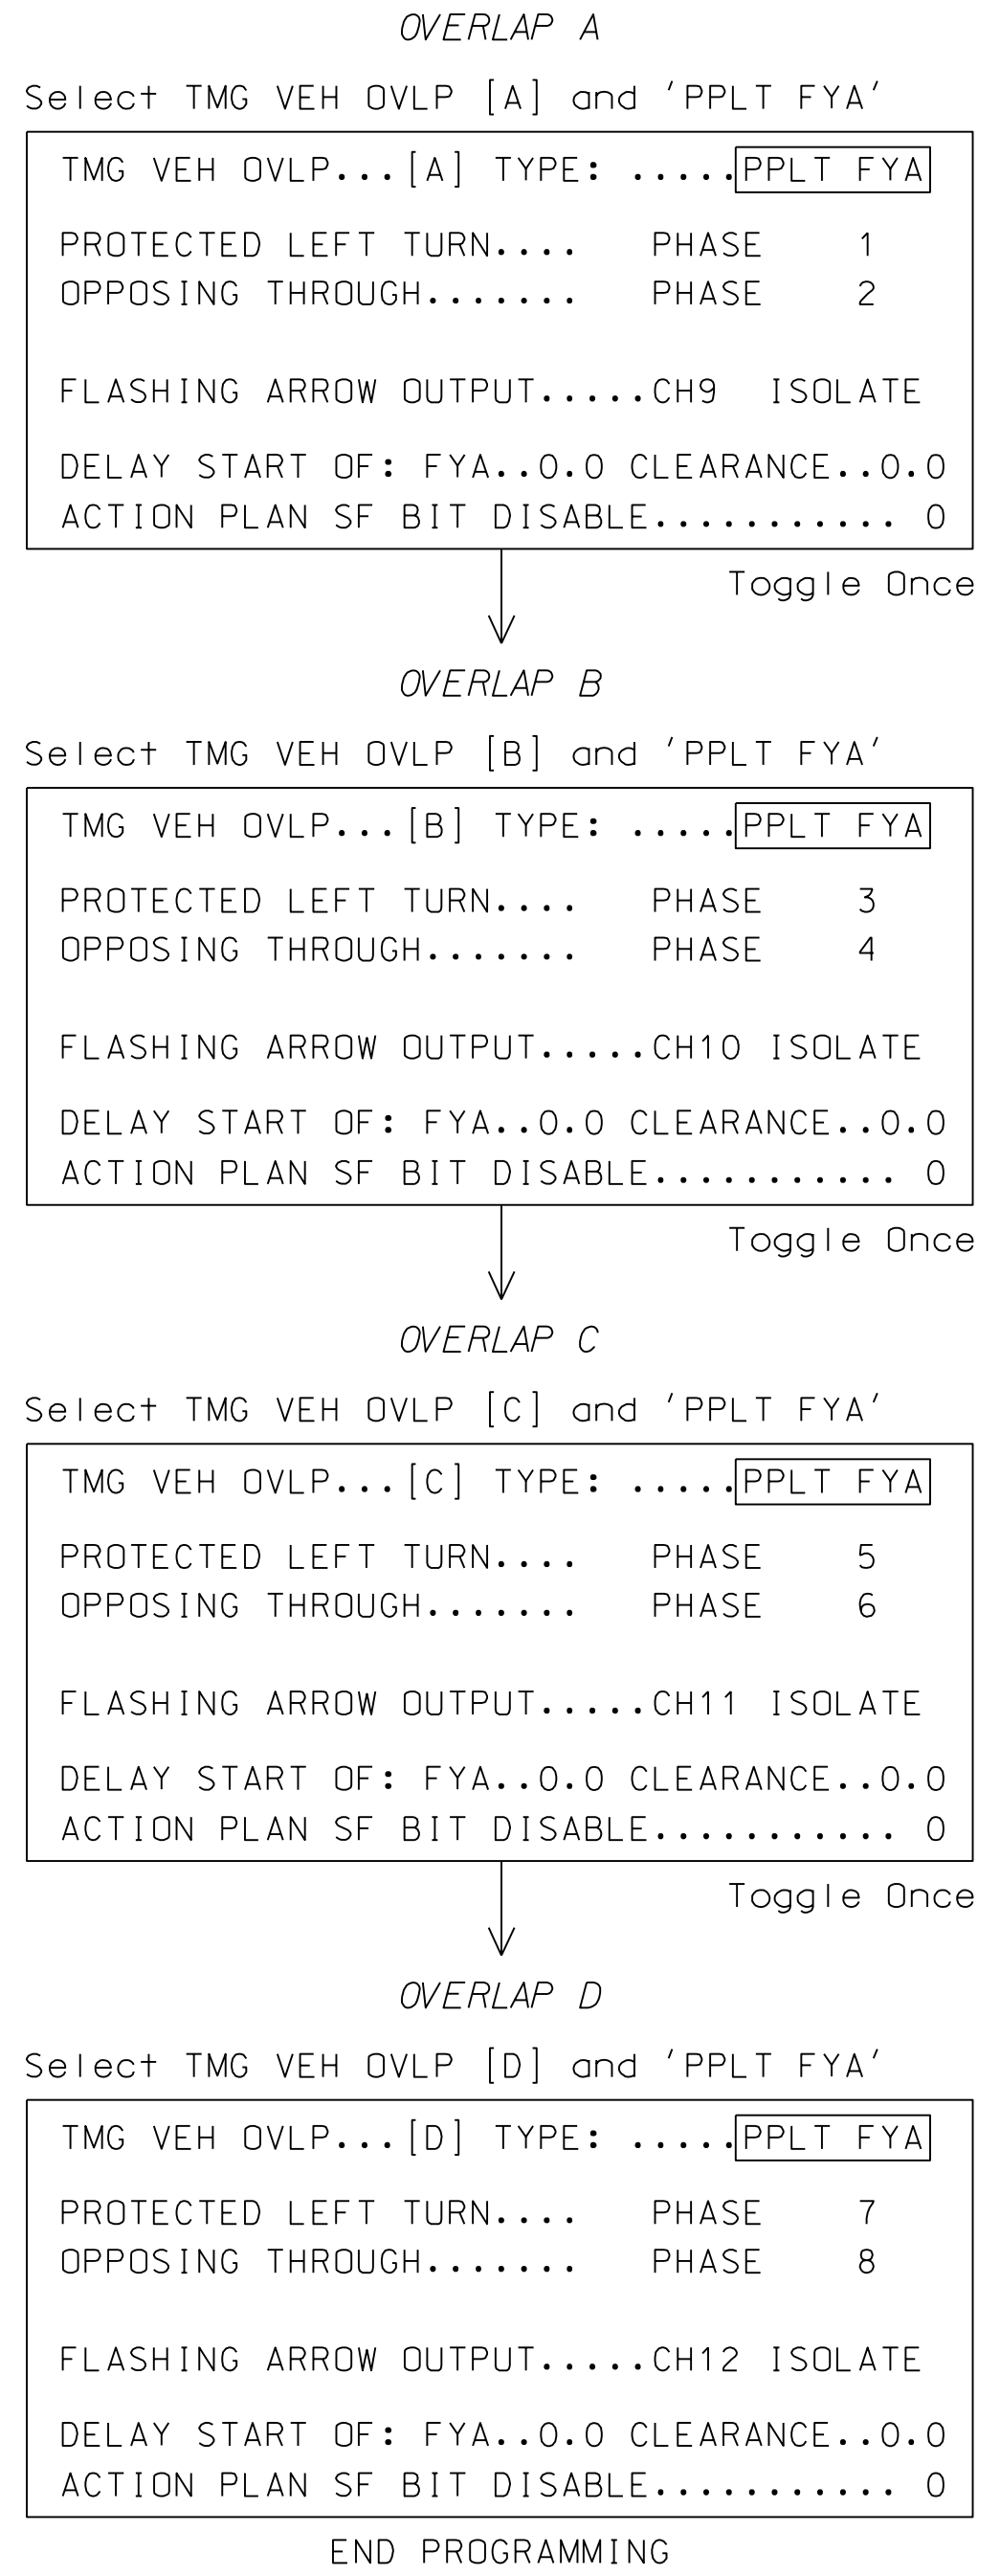 OVERLAP A
Select TMG VEH OVLP [A] and 'PPLT FYA'
TMG VEH OVLP...[A] TYPE: .....PPLT FYA
PROTECTED LEFT TURN.... PHASE 1
OPPOSING THROUGH....... PHASE 2
FLASHING ARROW OUTPUT.....CH9 ISOLATE
DELAY START OF: FYA..0.0 CLEARANCE..0.0
ACTION PLAN SF BIT DISABLE........... 0
Toggle Once
OVERLAP B
Select TMG VEH OVLP [B] and 'PPLT FYA'
TMG VEH OVLP...[B] TYPE: .....PPLT FYA
PROTECTED LEFT TURN.... PHASE 3
OPPOSING THROUGH....... PHASE 4
FLASHING ARROW OUTPUT.....CH10 ISOLATE
DELAY START OF: FYA..0.0 CLEARANCE..0.0
ACTION PLAN SF BIT DISABLE........... 0
Toggle Once
OVERLAP C
Select TMG VEH OVLP [C] and 'PPLT FYA'
TMG VEH OVLP...[C] TYPE: .....PPLT FYA
PROTECTED LEFT TURN.... PHASE 5
OPPOSING THROUGH....... PHASE 6
FLASHING ARROW OUTPUT.....CH11 ISOLATE
DELAY START OF: FYA..0.0 CLEARANCE..0.0
ACTION PLAN SF BIT DISABLE........... 0
Toggle Once
OVERLAP D
Select TMG VEH OVLP [D] and 'PPLT FYA'
TMG VEH OVLP...[D] TYPE: .....PPLT FYA
PROTECTED LEFT TURN.... PHASE 7
OPPOSING THROUGH....... PHASE 8
FLASHING ARROW OUTPUT.....CH12 ISOLATE
DELAY START OF: FYA..0.0 CLEARANCE..0.0
ACTION PLAN SF BIT DISABLE........... 0
END PROGRAMMING